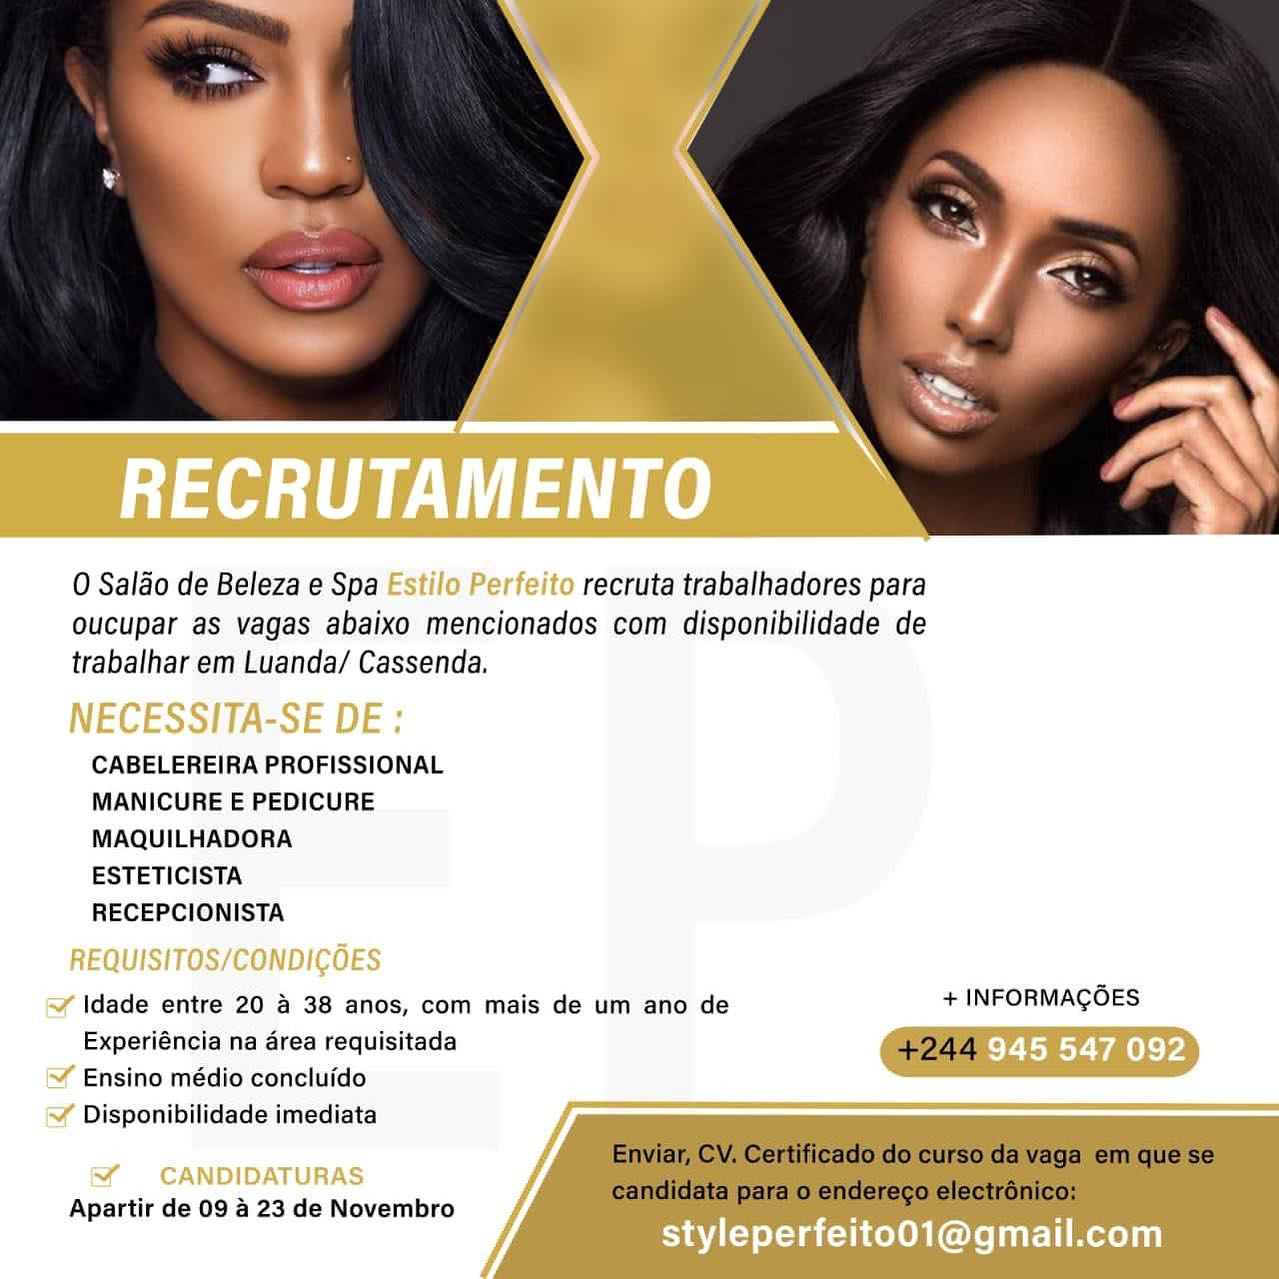 RECRUTAMENTO
O Salão de Beleza e Spa Estilo Perfeito recruta trabalhadores para
oucupar as vagas abaixo mencionados com disponibilidade de
trabalhar em Luanda/ Cassenda.
NECESSITA-SE DE :
CABELEREIRA PROFISSIONAL
MANICURE E PEDICURE
MAQUILHADORA
ESTETICISTA
RECEPCIONISTA
REQUISITOS/CONDIÇÕES
Idade entre 20 à 38 anos, com mais de um ano de
Experiência na área requisitada
Ensino médio concluído
Disponibilidade imediata
CANDIDATURAS
Apartir de 09 à 23 de Novembro
+ INFORMAÇÕES
+244 945 547 092
Enviar, CV. Certificado do curso da vaga em que se
candidata para o endereço electrônico:
styleperfeito01@gmail.com
EP